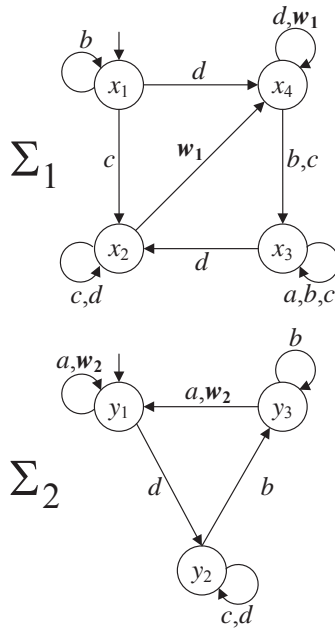 b
d,w1
x1
d
x4
Σ1
c
w1
b,c
x2
d
x3
c,d
a,b,c
b
a,w2
a,w2
y1
y3
Σ2
d
b
y2
c,d